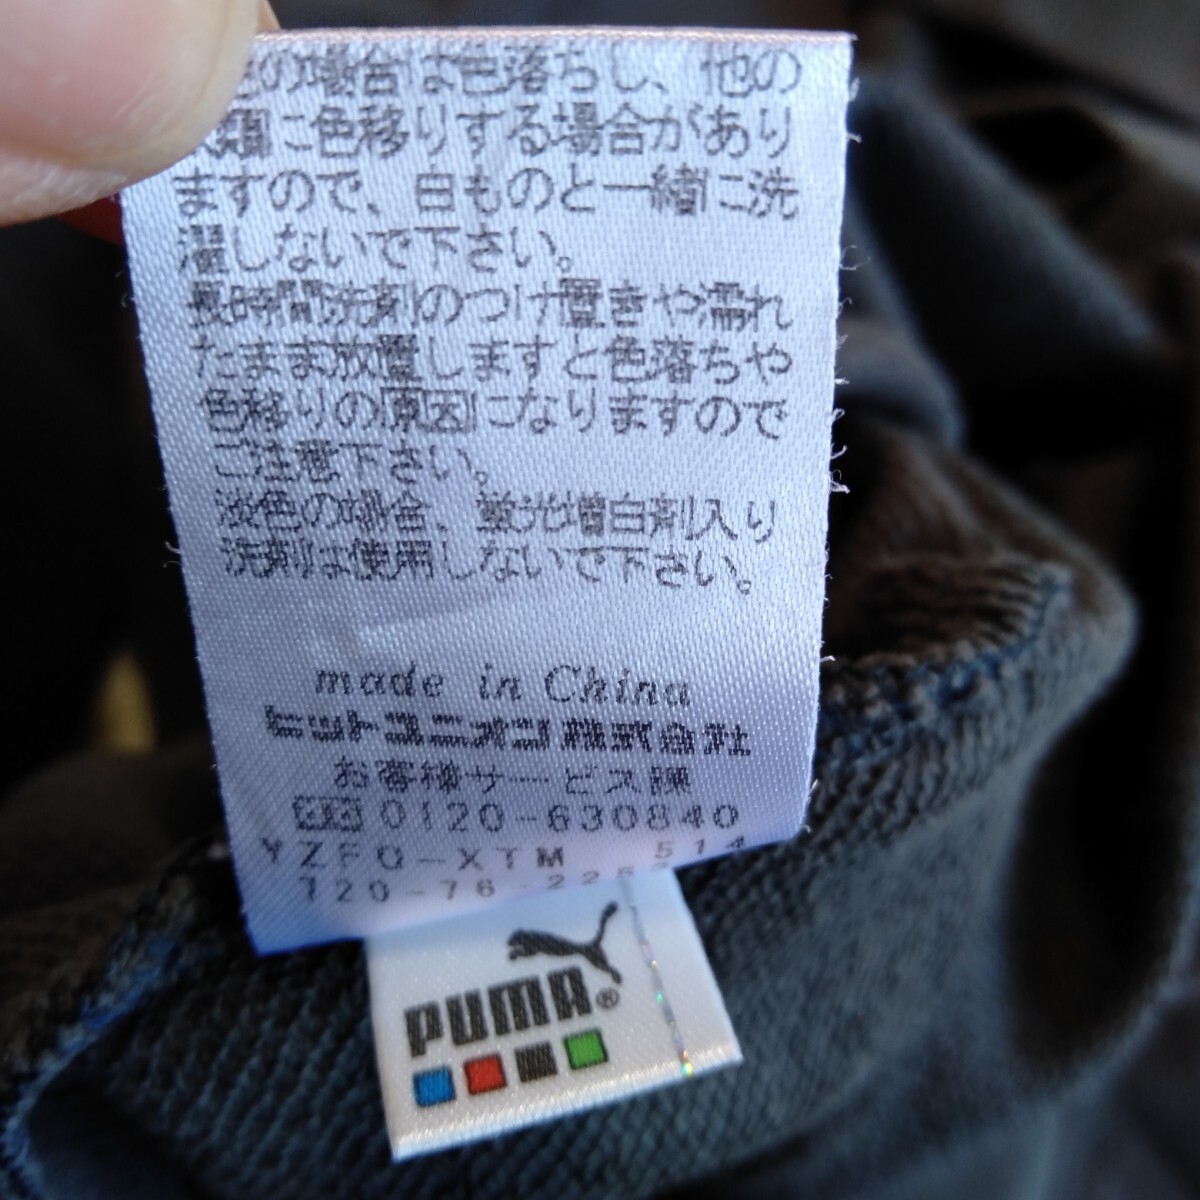 の場合は色落ちし、他の
類に色移りする場合があり
ますので、白ものと一緒に洗
濯しないで下さい。
長時間洗剤のつけ置きや濡れ
たまま放置しますと色落ちや
色移りの原因になりますので
ご注意下さい。
淡色の場合、蛍光増白剤入り
洗剤は使用しないで下さい。
made in China
ヒットユニオン株式会社
お客様サービス課
0120-630840
YZFO-XTM 514
720-76
PUMA®